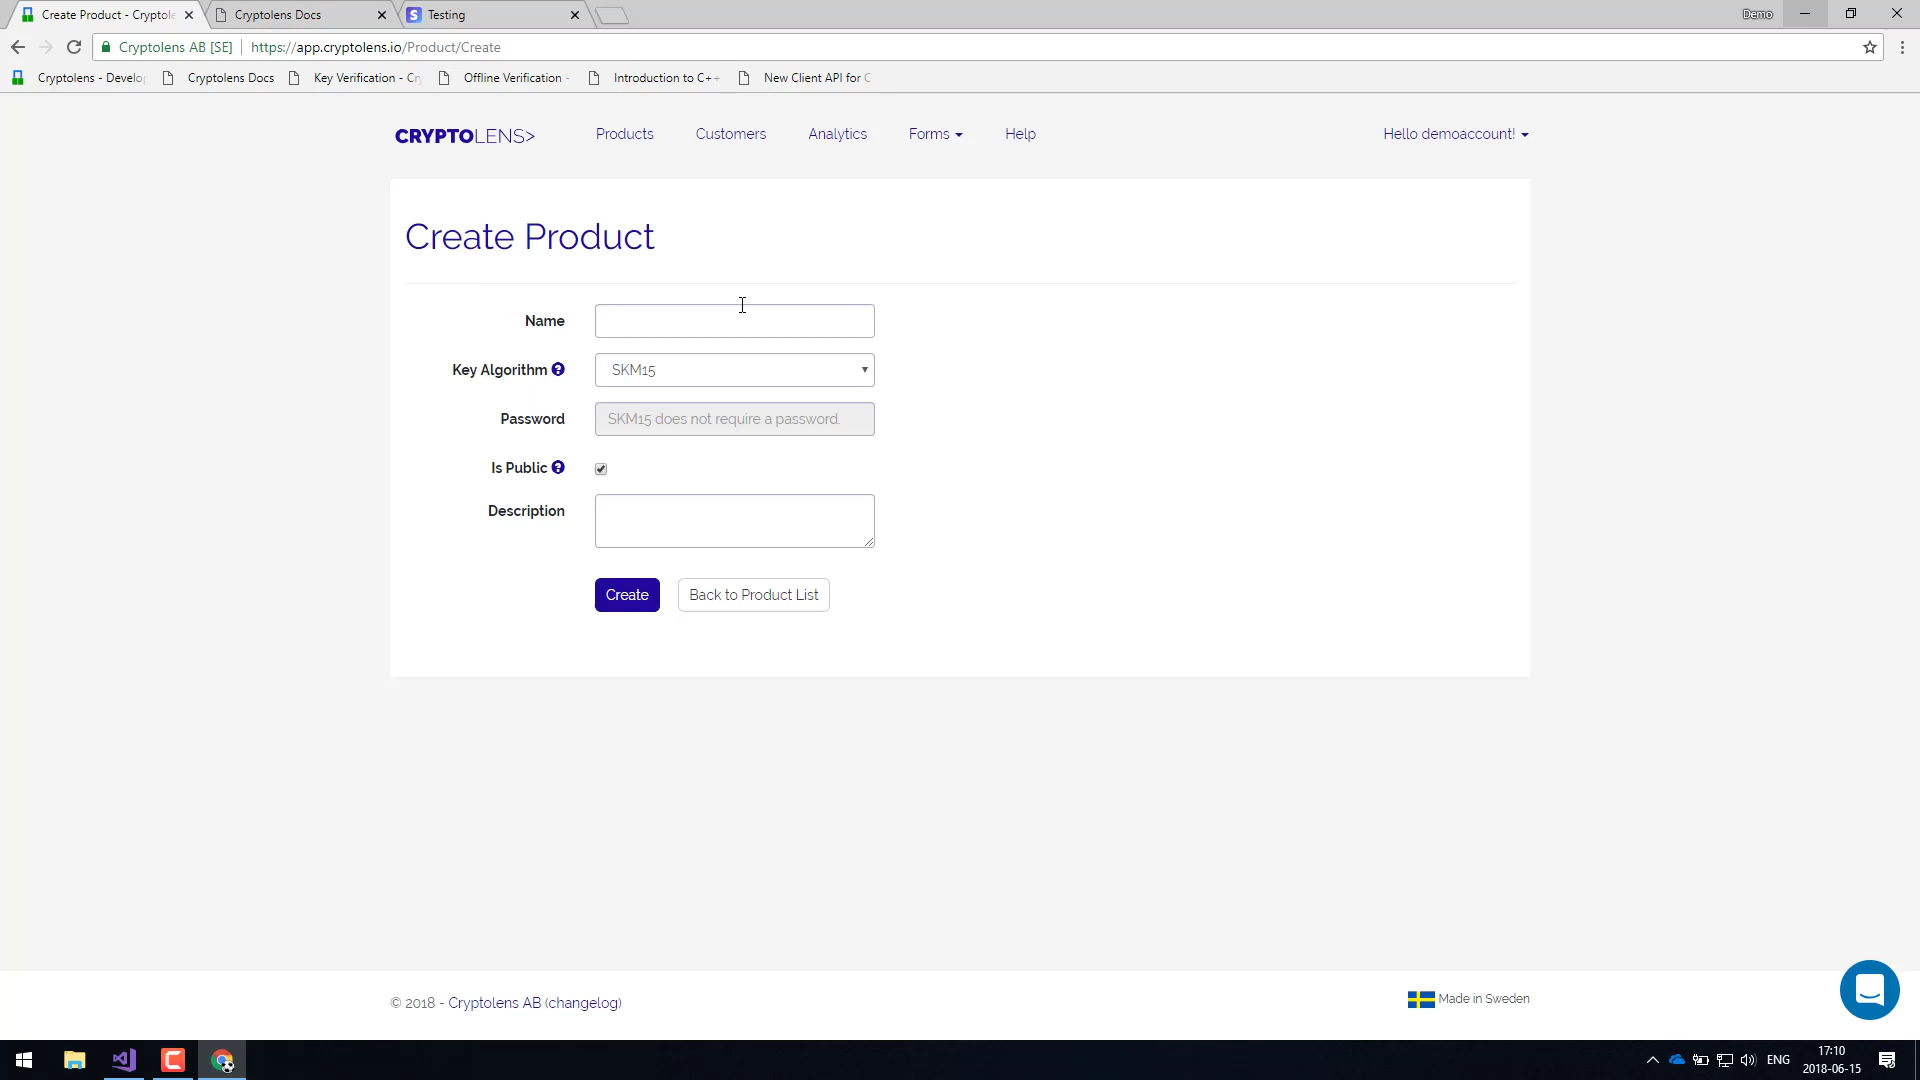 Create Product - Cryptole
Cryptolens Docs
Testing
Demo
Cryptolens AB [SE]
https://app.cryptolens.io/Product/Create
Cryptolens - Develo
Cryptolens Docs
Key Verification - Cry
Offline Verification -
Introduction to C++
New Client API for C
CRYPTOLENS>
Products
Customers
Analytics
Forms
Help
Hello demoaccount!
Create Product
Name
Key Algorithm
SKM15
Password
SKM15 does not require a password.
Is Public
Description
Create
Back to Product List
© 2018 - Cryptolens AB (changelog)
Made in Sweden
ENG
17:10
2018-06-15